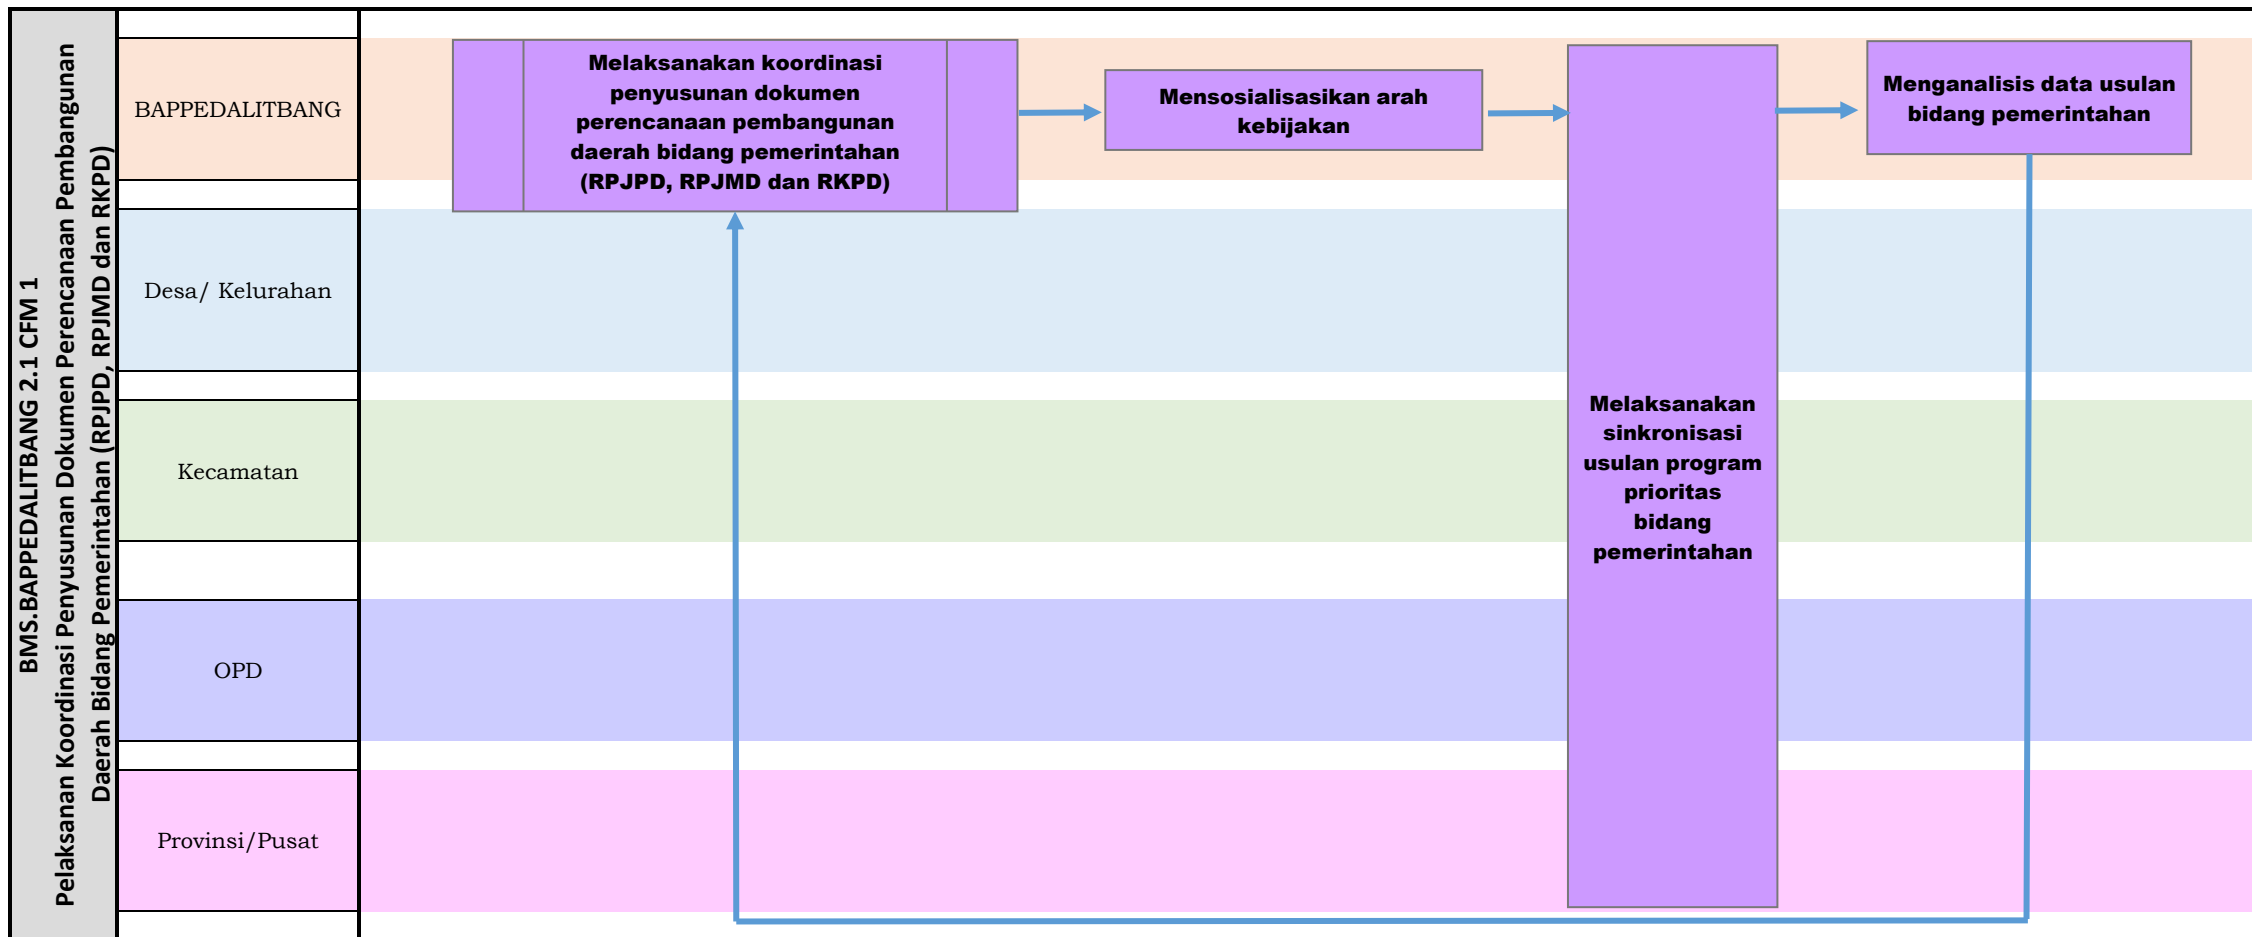 BMS.BAPPEDALITBANG 2.1 CFM 1
Pelaksanan Koordinasi Penyusunan Dokumen Perencanaan Pembangunan
Daerah Bidang Pemerintahan (RPJPD, RPJMD dan RKPD)
BAPPEDALITBANG
Melaksanakan koordinasi
penyusunan dokumen
perencanaan pembangunan
daerah bidang pemerintahan
(RPJPD, RPJMD dan RKPD)
Mensosialisasikan arah
kebijakan
Melaksanakan
sinkronisasi
usulan program
prioritas
bidang
pemerintahan
Menganalisis data usulan
bidang pemerintahan
Desa/ Kelurahan
Kecamatan
OPD
Provinsi/Pusat